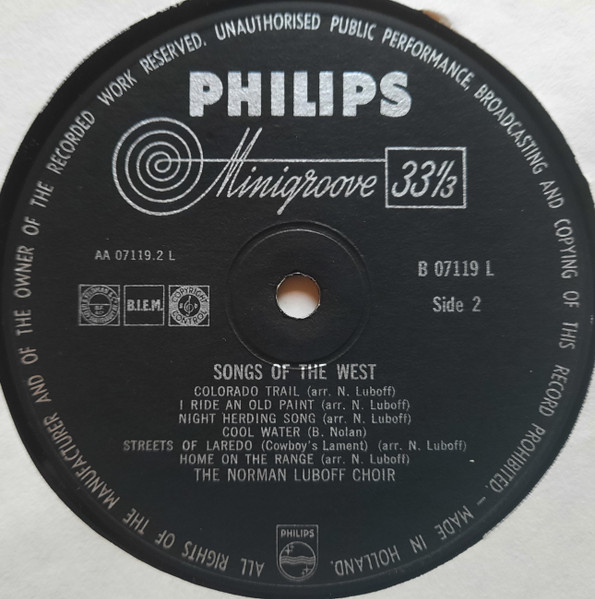 ALL RIGHTS OF THE MANUFACTURER AND OF THE OWNER OF THE RECORDED WORK RESERVED. UNAUTHORISED PUBLIC PERFORMANCE, BROADCASTING AND COPYING OF THIS RECORD PROHIBITED. – MADE IN HOLLAND.
PHILIPS
Minigroove 33⅓
AA 07119.2 L
B 07119 L
B.I.E.M.
COPYRIGHT CONTROL
Side 2
SONGS OF THE WEST
COLORADO TRAIL (arr. N. Luboff)
I RIDE AN OLD PAINT (arr. N. Luboff)
NIGHT HERDING SONG (arr. N. Luboff)
COOL WATER (B. Nolan)
STREETS OF LAREDO (Cowboy's Lament) (arr. N. Luboff)
HOME ON THE RANGE (arr. N. Luboff)
THE NORMAN LUBOFF CHOIR
PHILIPS